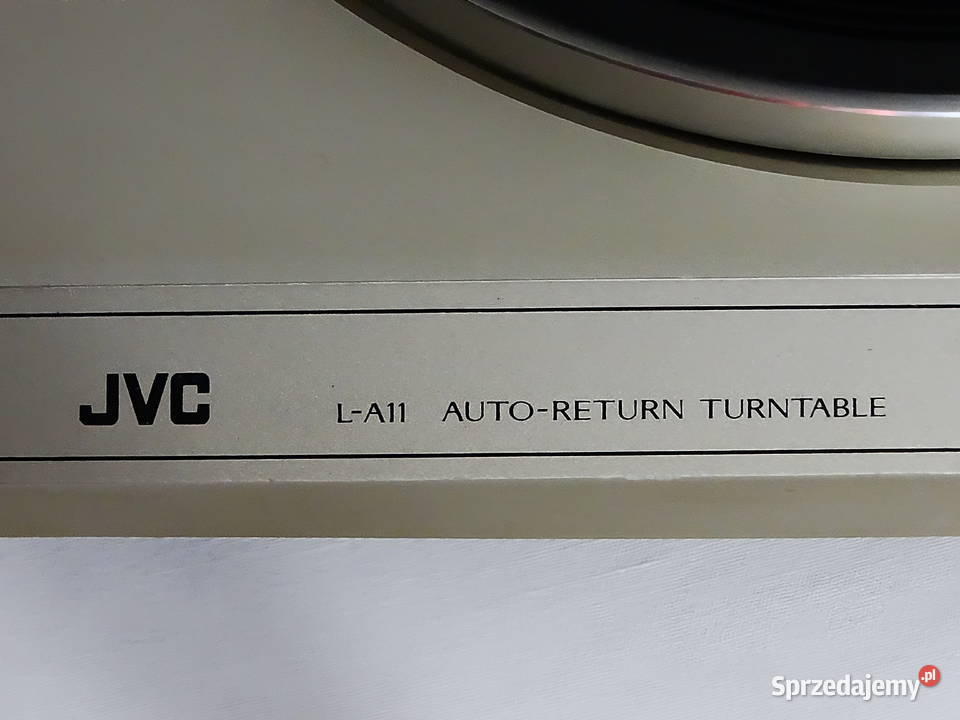 JVC L-A11 AUTO-RETURN TURNTABLE
Sprzedajemy.pl